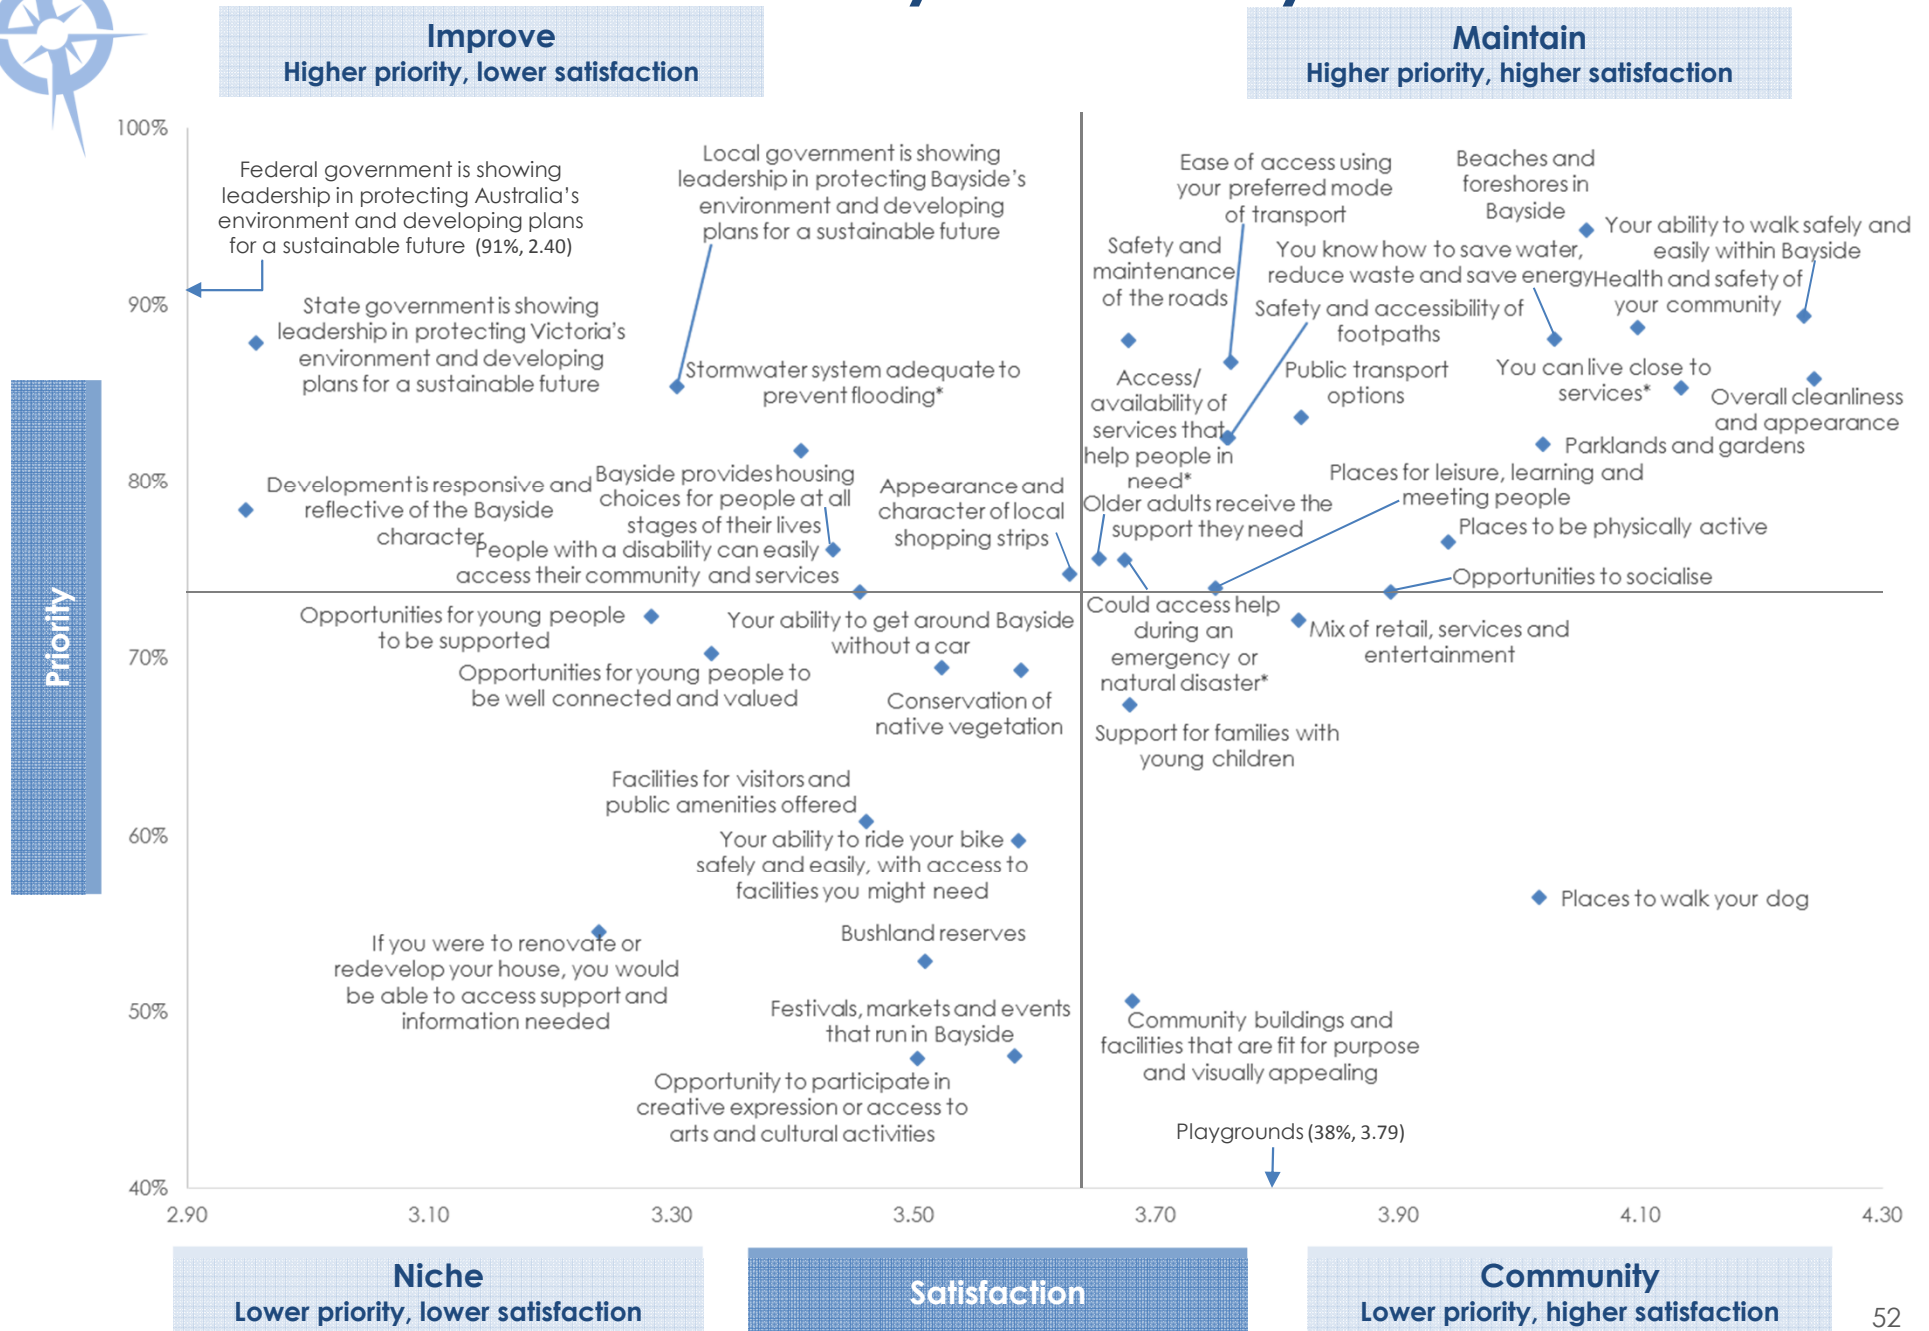 Improve
Higher priority, lower satisfaction
Maintain
Higher priority, higher satisfaction
100%
90%
80%
70%
60%
50%
40%
Priority
Federal government is showing
leadership in protecting Australia's
environment and developing plans
for a sustainable future (91%, 2.40)
State government is showing
leadership in protecting Victoria's
environment and developing
plans for a sustainable future
Local government is showing
leadership in protecting Bayside's
environment and developing
plans for a sustainable future
Stormwater system adequate to
prevent flooding*
Development is responsive and
reflective of the Bayside
character
Bayside provides housing
choices for people at all
stages of their lives
People with a disability can easily
access their community and services
Appearance and
character of local
shopping strips
Safety and
maintenance
of the roads
Ease of access using
your preferred mode
of transport
Beaches and
foreshores in
Bayside
Your ability to walk safely and
easily within Bayside
You know how to save water,
reduce waste and save energy
Health and safety of
your community
Safety and accessibility of
footpaths
Access/
availability of
services that
help people in
need*
Public transport
options
You can live close to
services*
Overall cleanliness
and appearance
Parklands and gardens
Places for leisure, learning and
meeting people
Older adults receive the
support they need
Places to be physically active
Opportunities to socialise
Opportunities for young people
to be supported
Opportunities for young people to
be well connected and valued
Your ability to get around Bayside
without a car
Conservation of
native vegetation
Could access help
during an
emergency or
natural disaster*
Mix of retail, services and
entertainment
Support for families with
young children
Facilities for visitors and
public amenities offered
Your ability to ride your bike
safely and easily, with access to
facilities you might need
Places to walk your dog
If you were to renovate or
redevelop your house, you would
be able to access support and
information needed
Bushland reserves
Festivals, markets and events
that run in Bayside
Opportunity to participate in
creative expression or access to
arts and cultural activities
Community buildings and
facilities that are fit for purpose
and visually appealing
Playgrounds (38%, 3.79)
2.90
3.10
3.30
3.50
3.70
3.90
4.10
4.30
Niche
Lower priority, lower satisfaction
Satisfaction
Community
Lower priority, higher satisfaction
52